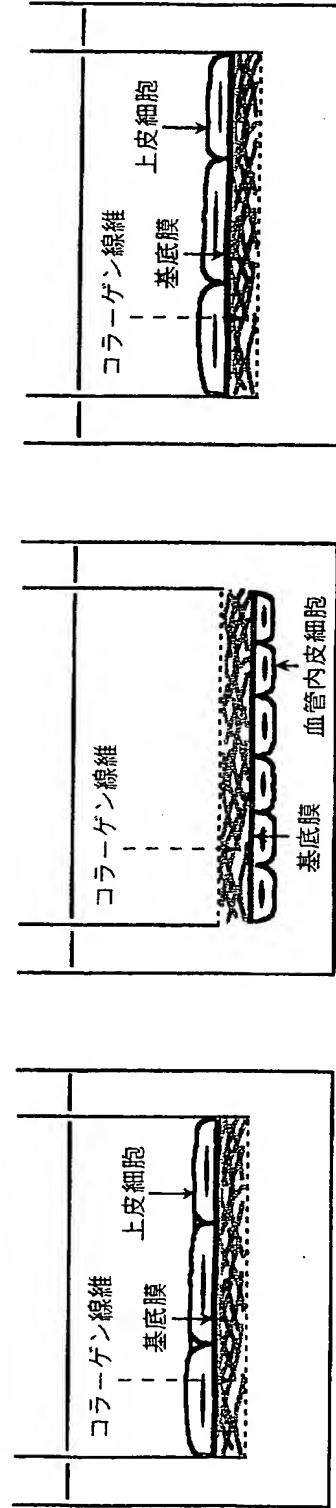 コラーゲン線維
基底膜
上皮細胞
コラーゲン線維
基底膜
血管内皮細胞
コラーゲン線維
基底膜
上皮細胞